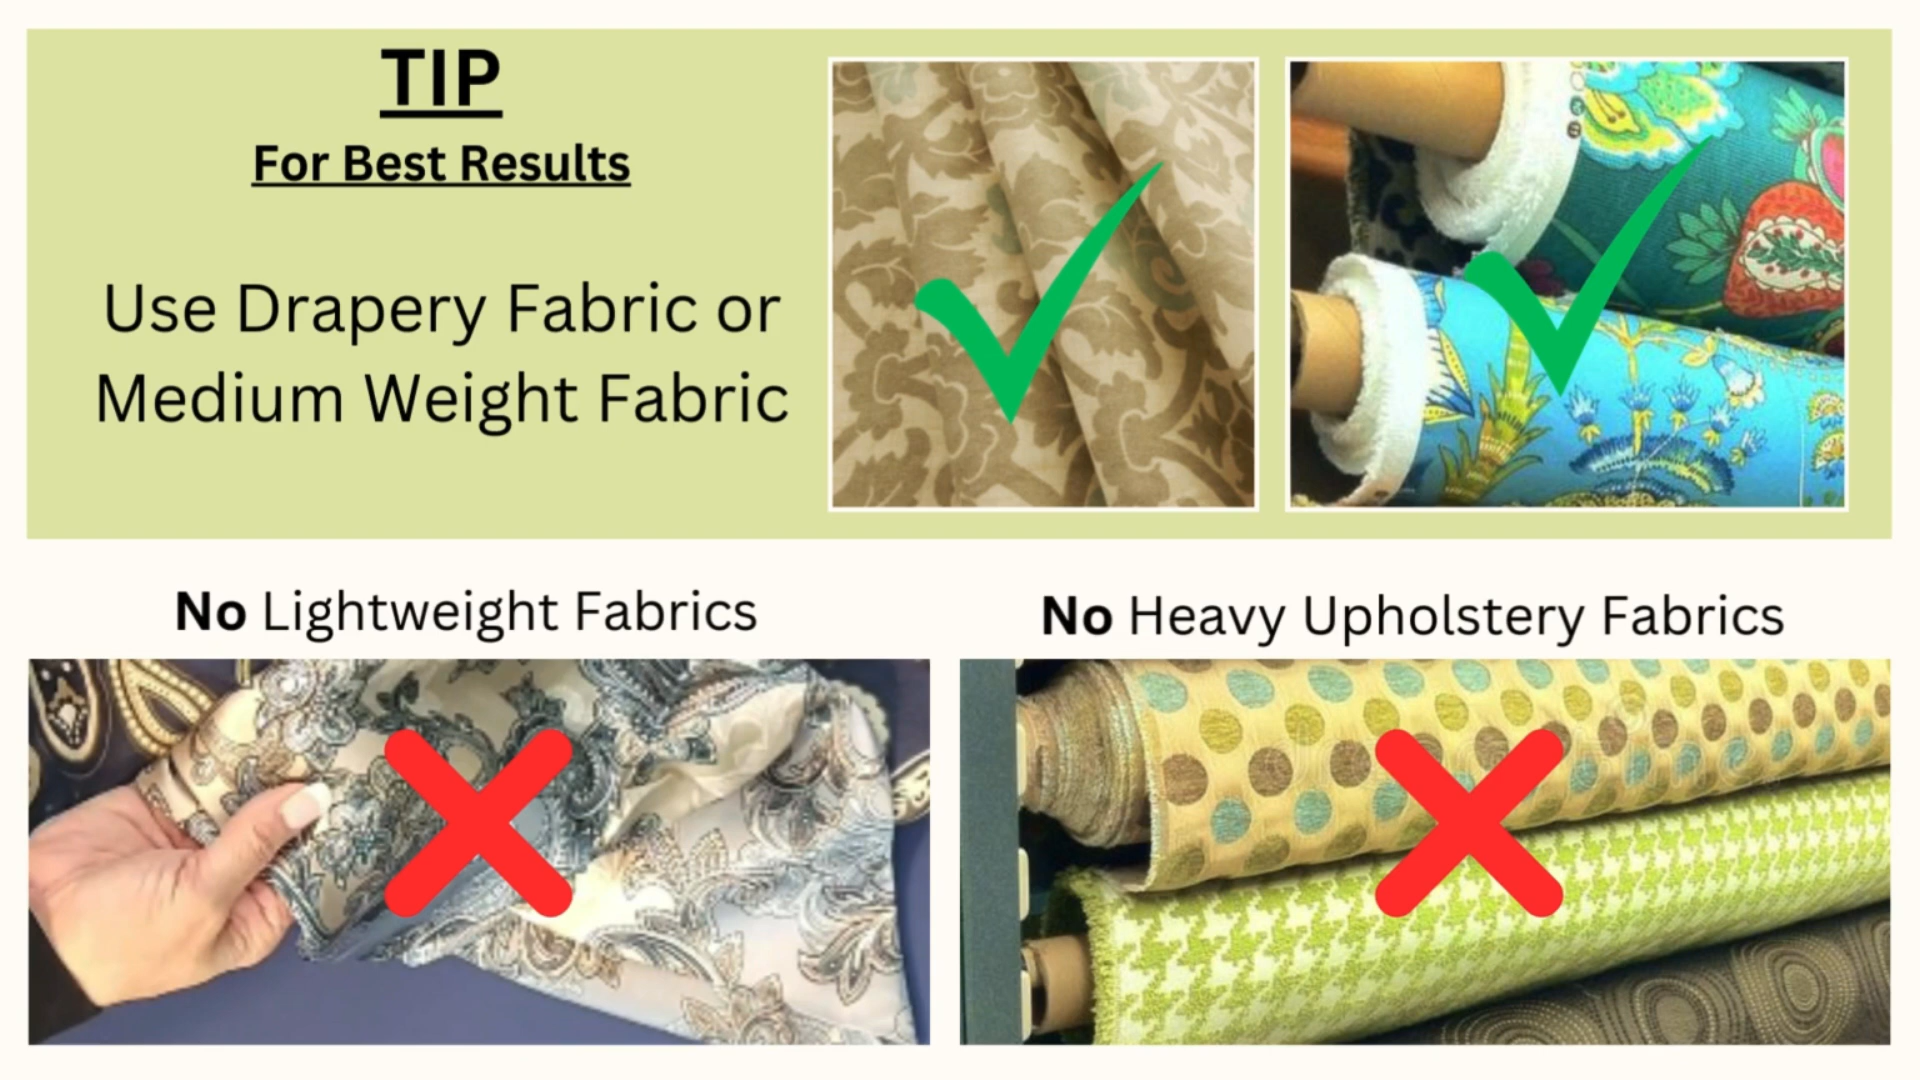 TIP
For Best Results
Use Drapery Fabric or
Medium Weight Fabric
No Lightweight Fabrics
No Heavy Upholstery Fabrics